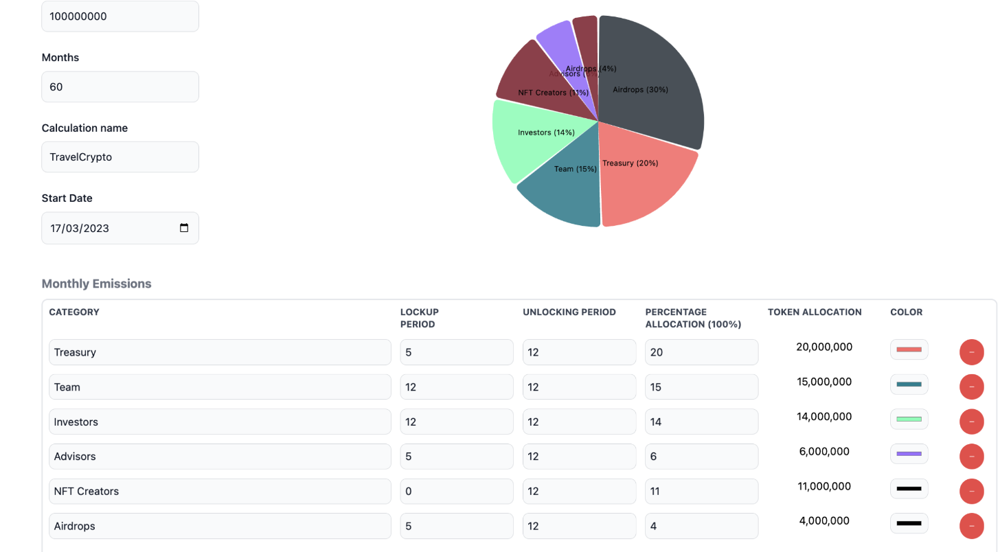 100000000
Months
60
Calculation name
TravelCrypto
Start Date
17/03/2023
Airdrops (4%)
Advisors
NFT Creators (11%)
Airdrops (30%)
Investors (14%)
Team (15%)
Treasury (20%)
Monthly Emissions
CATEGORY LOCKUP PERIOD UNLOCKING PERIOD PERCENTAGE ALLOCATION (100%) TOKEN ALLOCATION COLOR
Treasury 5 12 20 20,000,000 –
Team 12 12 15 15,000,000 –
Investors 12 12 14 14,000,000 –
Advisors 5 12 6 6,000,000 –
NFT Creators 0 12 11 11,000,000 –
Airdrops 5 12 4 4,000,000 –